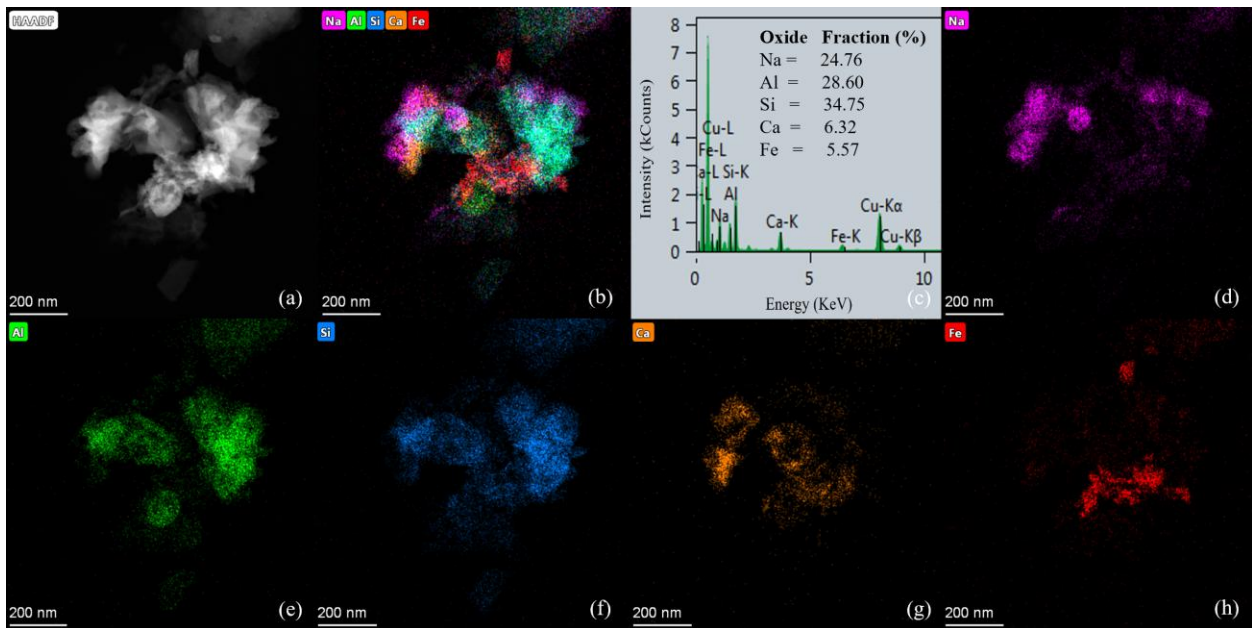 HAADF
200 nm
(a)
Na Al Si Ca Fe
200 nm
(b)
8
7
6
5
4
3
2
1
0
Intensity (kCounts)
Oxide Fraction (%)
Na = 24.76
Al = 28.60
Si = 34.75
Ca = 6.32
Fe = 5.57
Cu-L
Fe-L
a-L Si-K
-L Al
Na
Ca-K
Fe-K
Cu-Kα
Cu-Kβ
0 5 10
Energy (KeV)
(c)
Na
200 nm
(d)
Al
200 nm
(e)
Si
200 nm
(f)
Ca
200 nm
(g)
Fe
200 nm
(h)